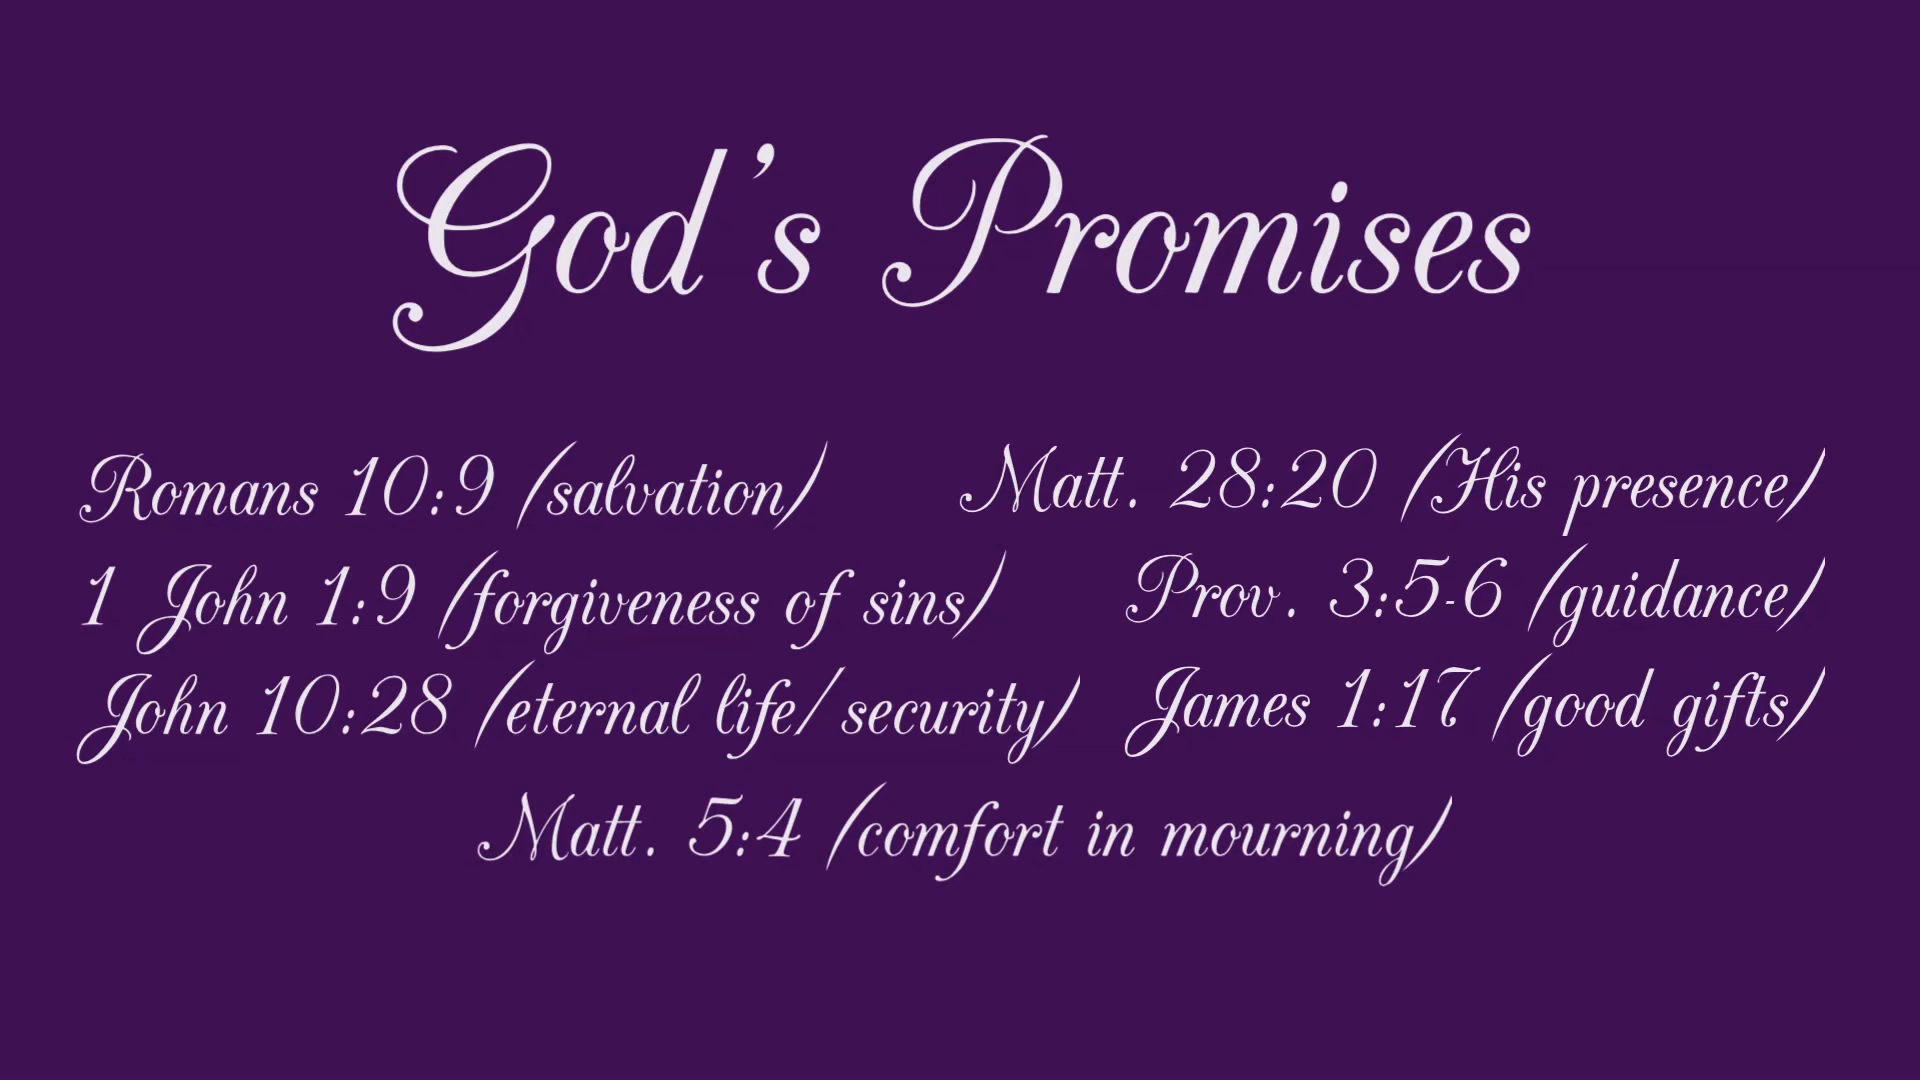 God's Promises
Romans 10:9 (salvation)
1 John 1:9 (forgiveness of sins)
John 10:28 (eternal life/ security)
Matt. 28:20 (His presence)
Prov. 3:5-6 (guidance)
James 1:17 (good gifts)
Matt. 5:4 (comfort in mourning)